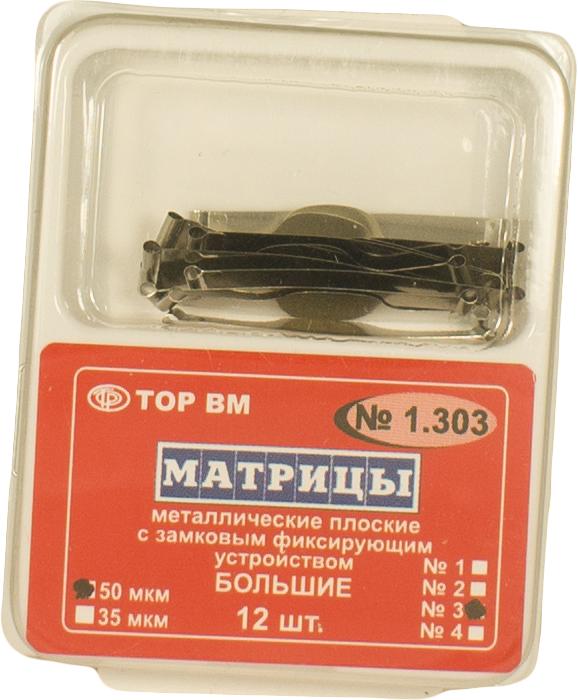 ТОР ВМ
№ 1.303
МАТРИЦЫ
металлические плоские
с замковым фиксирующим
устройством
БОЛЬШИЕ
12 шт.
50 мкм
35 мкм
№ 1
№ 2
№ 3
№ 4